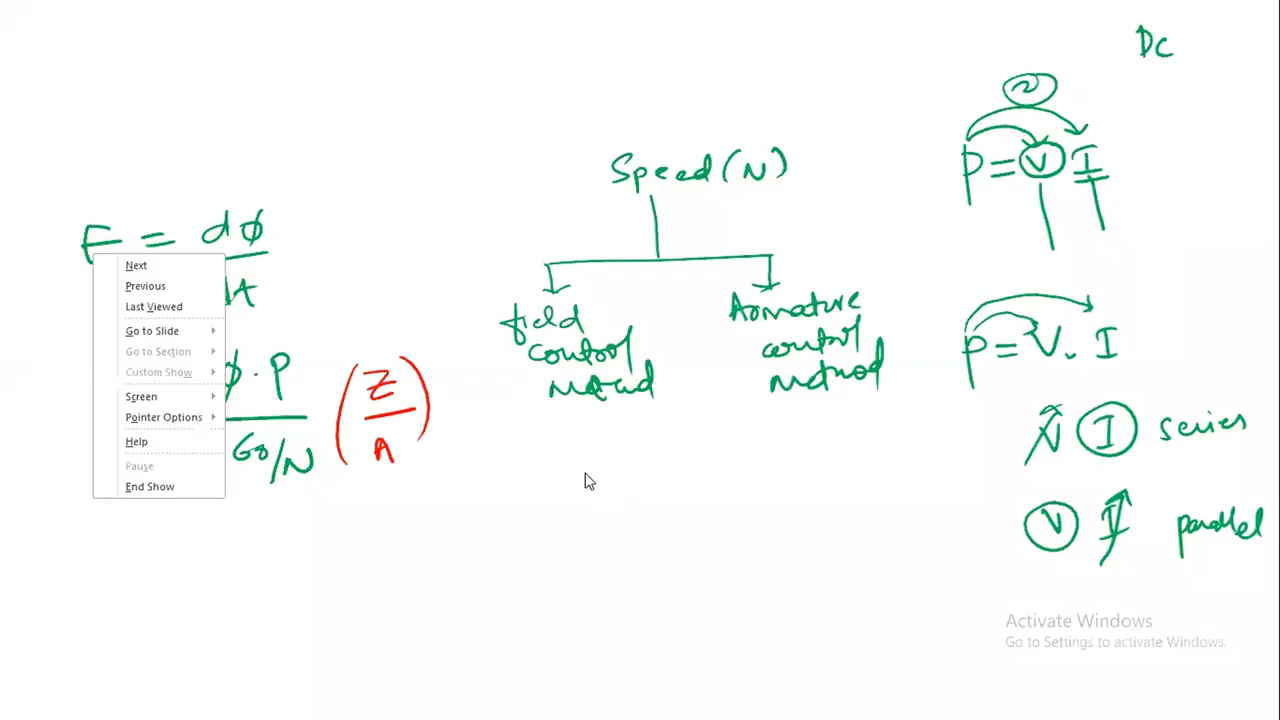 DC
P = V I
Speed (N)
E = dφ
dt
Next
Previous
Last Viewed
Go to Slide
Go to Section
Custom Show
Screen
Pointer Options
Help
Pause
End Show
φ . P
60/N
(Z/A)
field
control
Method
Armature
control
method
P = V. I
V I series
V I parallel
Activate Windows
Go to Settings to activate Windows.